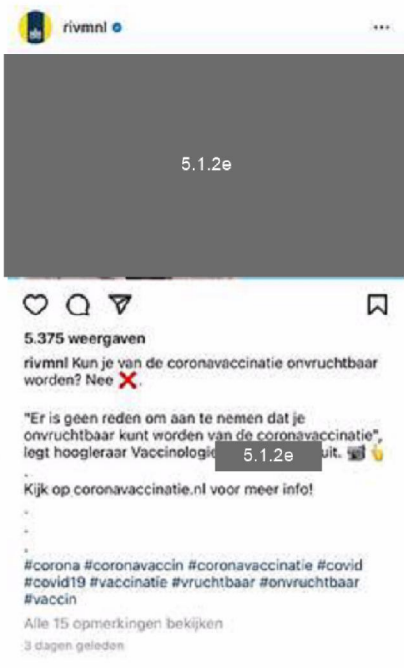 rivmnl
5.1.2e
5.375 weergaven
rivmnl Kun je van de coronavaccinatie onvruchtbaar
worden? Nee ❌.
"Er is geen reden om aan te nemen dat je
onvruchtbaar kunt worden van de coronavaccinatie",
legt hoogleraar Vaccinologie 5.1.2e uit. 📹👆
.
Kijk op coronavaccinatie.nl voor meer info!
.
.
.
#corona #coronavaccin #coronavaccinatie #covid
#covid19 #vaccinatie #vruchtbaar #onvruchtbaar
#vaccin
Alle 15 opmerkingen bekijken
3 dagen geleden